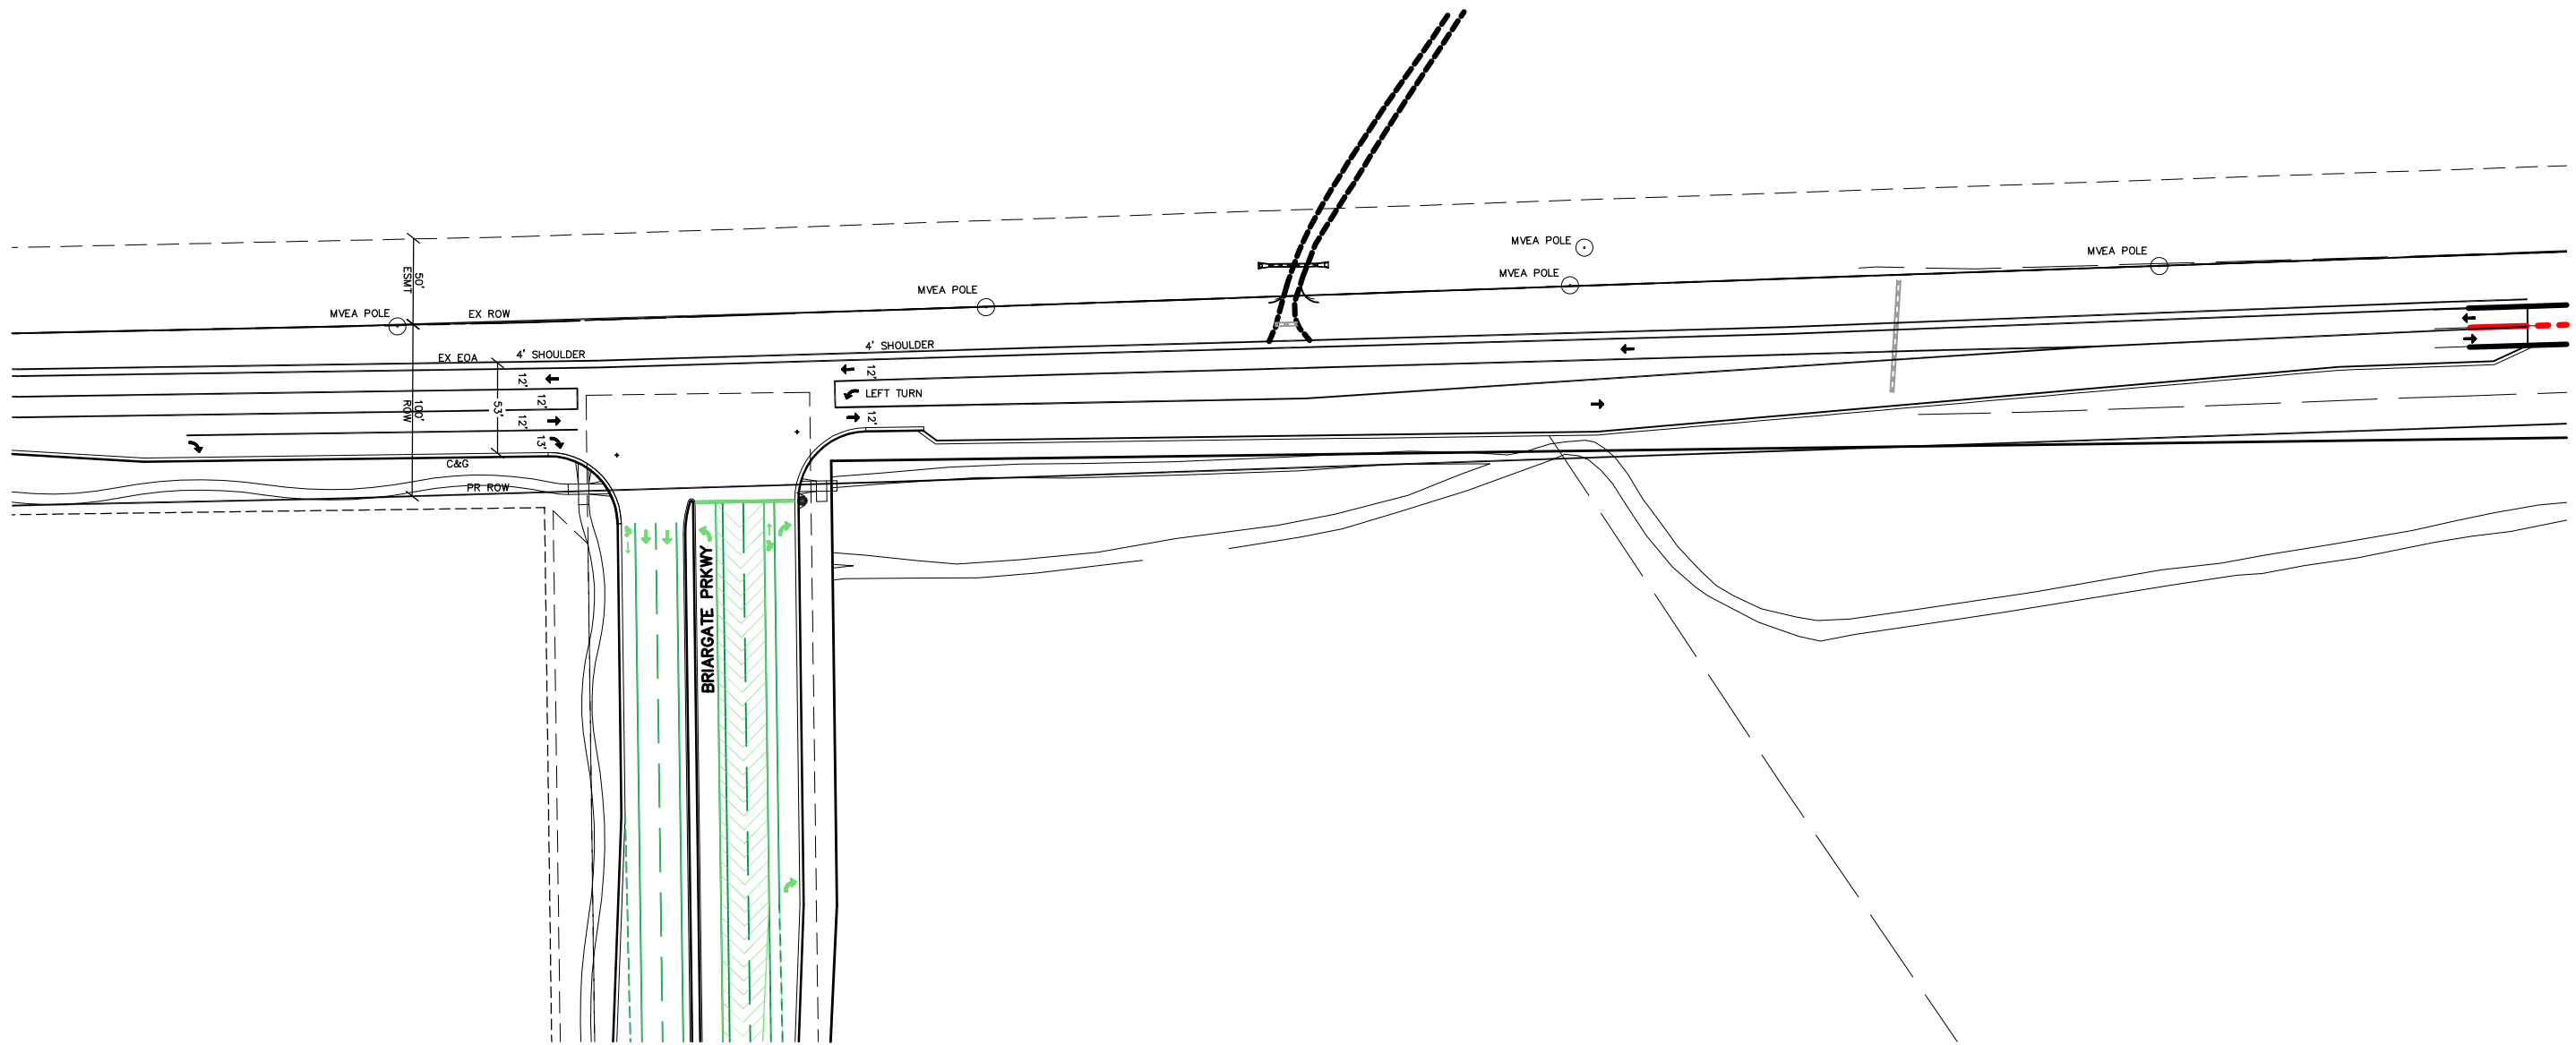 MVEA POLE
MVEA POLE
MVEA POLE
50'
ESMT
MVEA POLE
MVEA POLE
EX ROW
4' SHOULDER
EX EOA
4' SHOULDER
12'
12'
LEFT TURN
12'
100'
ROW
53'
12'
12'
13'
C&G
PR ROW
BRIARGATE PRKWY